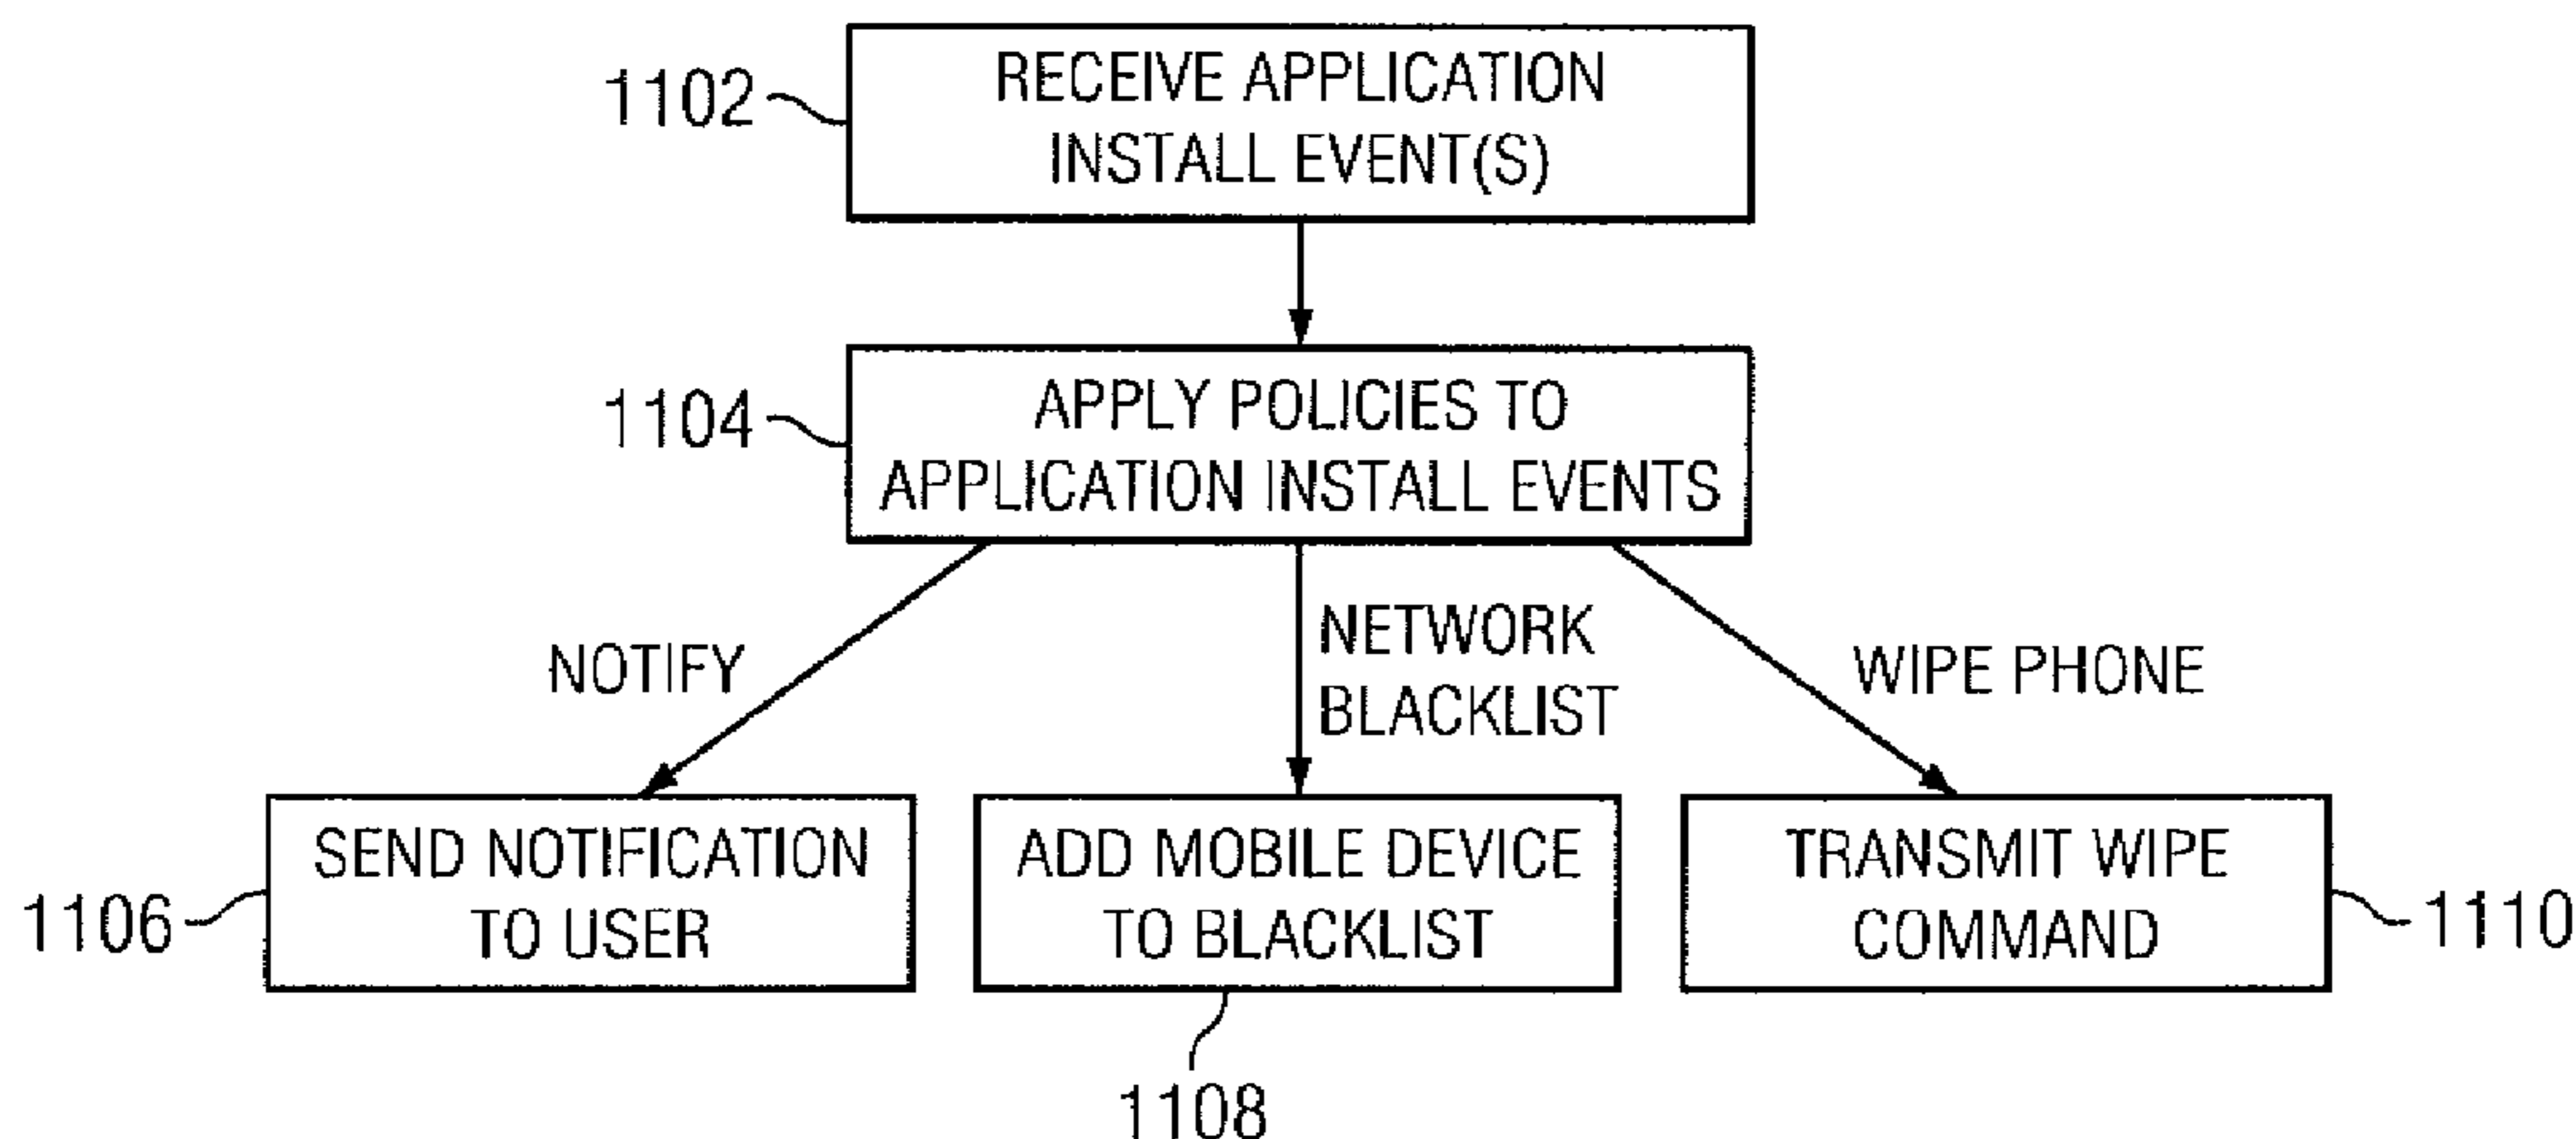 1102
RECEIVE APPLICATION
INSTALL EVENT(S)
1104
APPLY POLICIES TO
APPLICATION INSTALL EVENTS
NOTIFY
NETWORK
BLACKLIST
WIPE PHONE
1106
SEND NOTIFICATION
TO USER
ADD MOBILE DEVICE
TO BLACKLIST
TRANSMIT WIPE
COMMAND
1110
1108